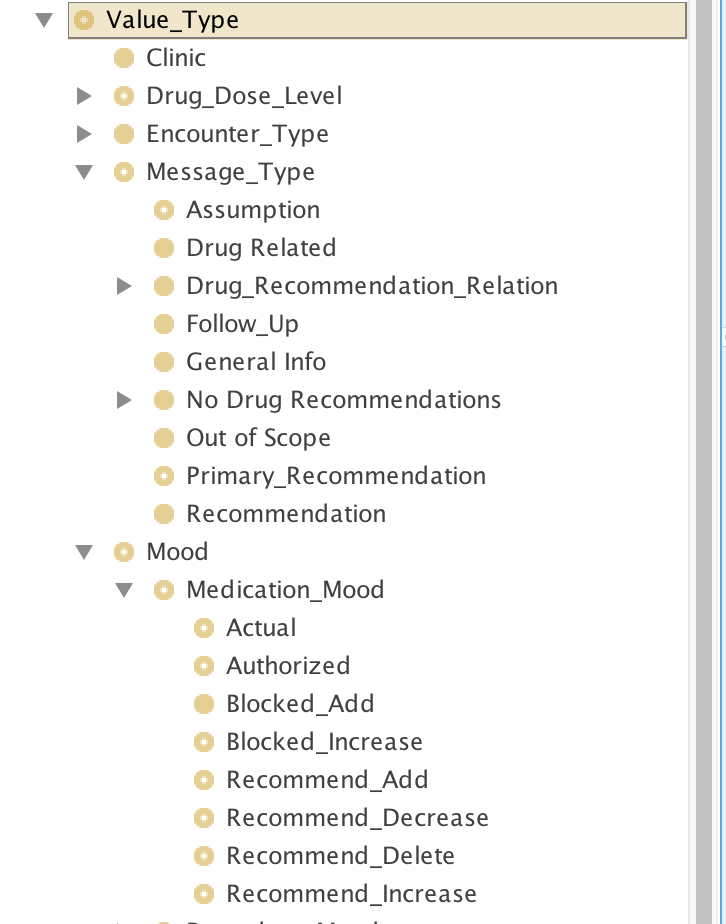 Value_Type
Clinic
Drug_Dose_Level
Encounter_Type
Message_Type
Assumption
Drug Related
Drug_Recommendation_Relation
Follow_Up
General Info
No Drug Recommendations
Out of Scope
Primary_Recommendation
Recommendation
Mood
Medication_Mood
Actual
Authorized
Blocked_Add
Blocked_Increase
Recommend_Add
Recommend_Decrease
Recommend_Delete
Recommend_Increase